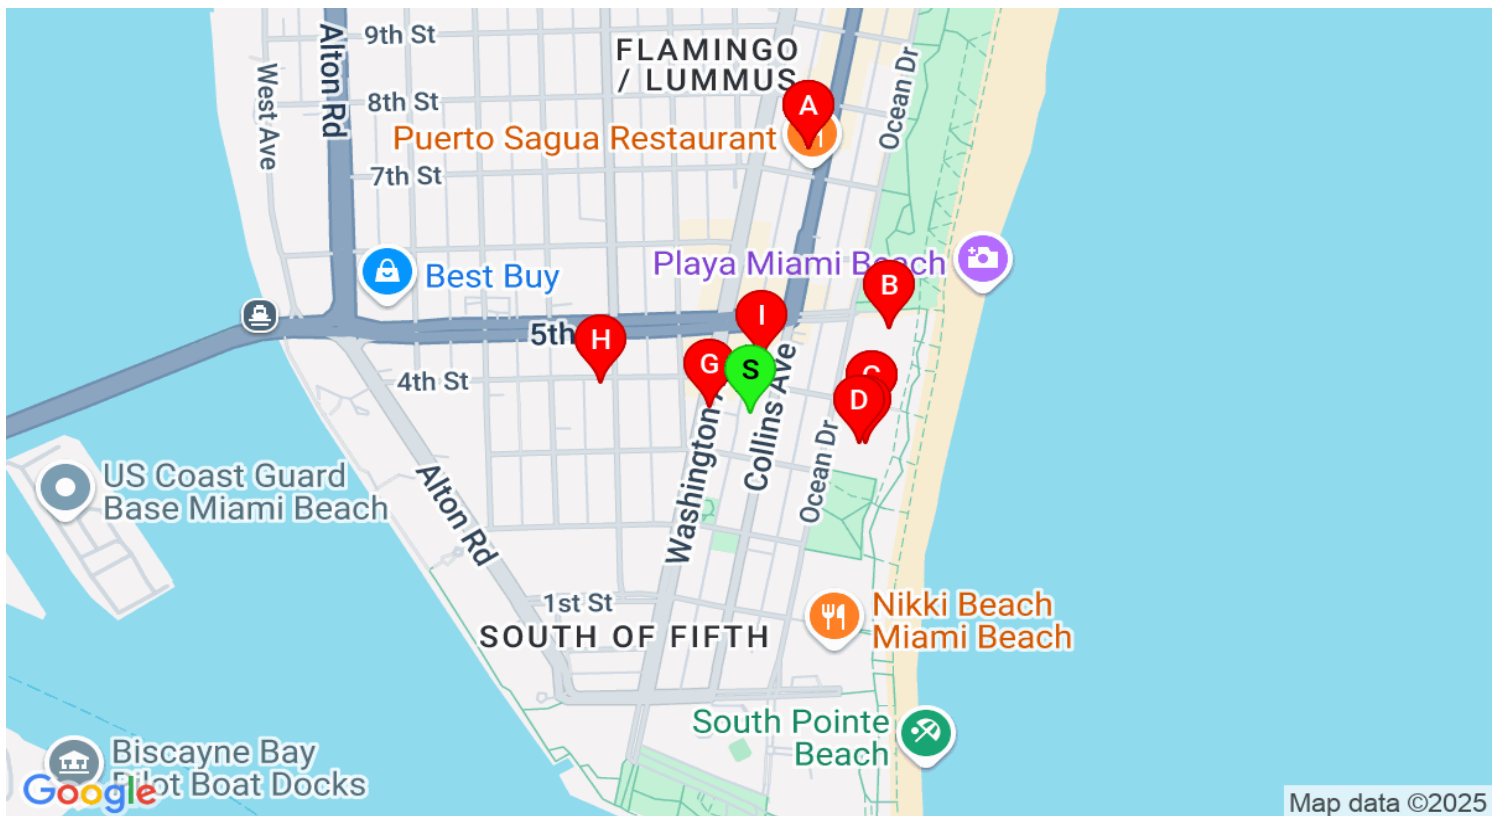 9th St
FLAMINGO
/ LUMMUS
Alton Rd
West Ave
Ocean Dr
8th St
A
Puerto Sagua Restaurant
7th St
Playa Miami Beach
Best Buy
B
I
5th
H
G
S
C
D
4th St
Collins Ave
Washington
Ocean Dr
US Coast Guard
Base Miami Beach
Alton Rd
1st St
Nikki Beach
Miami Beach
SOUTH OF FIFTH
South Pointe
Beach
Biscayne Bay
Pilot Boat Docks
Google
Map data ©2025